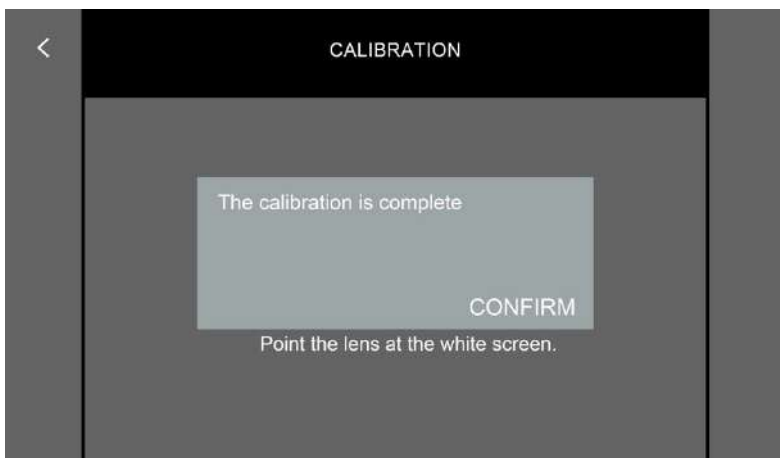 CALIBRATION
The calibration is complete
CONFIRM
Point the lens at the white screen.